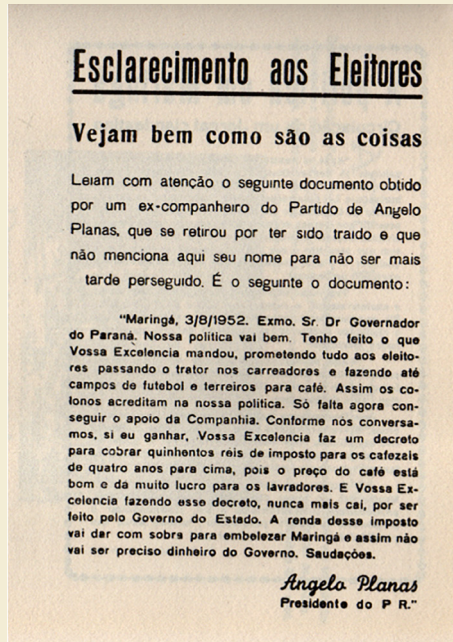 Esclarecimento aos Eleitores
Vejam bem como são as coisas
Leiam com atenção o seguinte documento obtido
por um ex-companheiro do Partido de Angelo
Planas, que se retirou por ter sido traido e que
não menciona aqui seu nome para não ser mais
tarde perseguido. É o seguinte o documento:
"Maringá, 3/8/1952. Exmo. Sr. Dr Governador
do Paraná. Nossa politica vai bem. Tenho feito o que
Vossa Excelencia mandou, prometendo tudo aos eleito-
res passando o trator nos carreadores e fazendo até
campos de futebol e terreiros para café. Assim os co-
lonos acreditam na nossa politica. Só falta agora con-
seguir o apoio da Companhia. Conforme nós conversa-
mos, si eu ganhar, Vossa Excelencia faz um decreto
para cobrar quinhentos réis de imposto para os cafezais
de quatro anos para cima, pois o preço do café está
bom e da muito lucro para os lavradores. E Vossa Ex-
celencia fazendo esse decreto, nunca mais cai, por ser
feito pelo Governo do Estado. A renda desse imposto
vai dar com sobra para embelezar Maringá e assim não
vai ser preciso dinheiro do Governo. Saudações.
Angelo Planas
Presidente do P R."